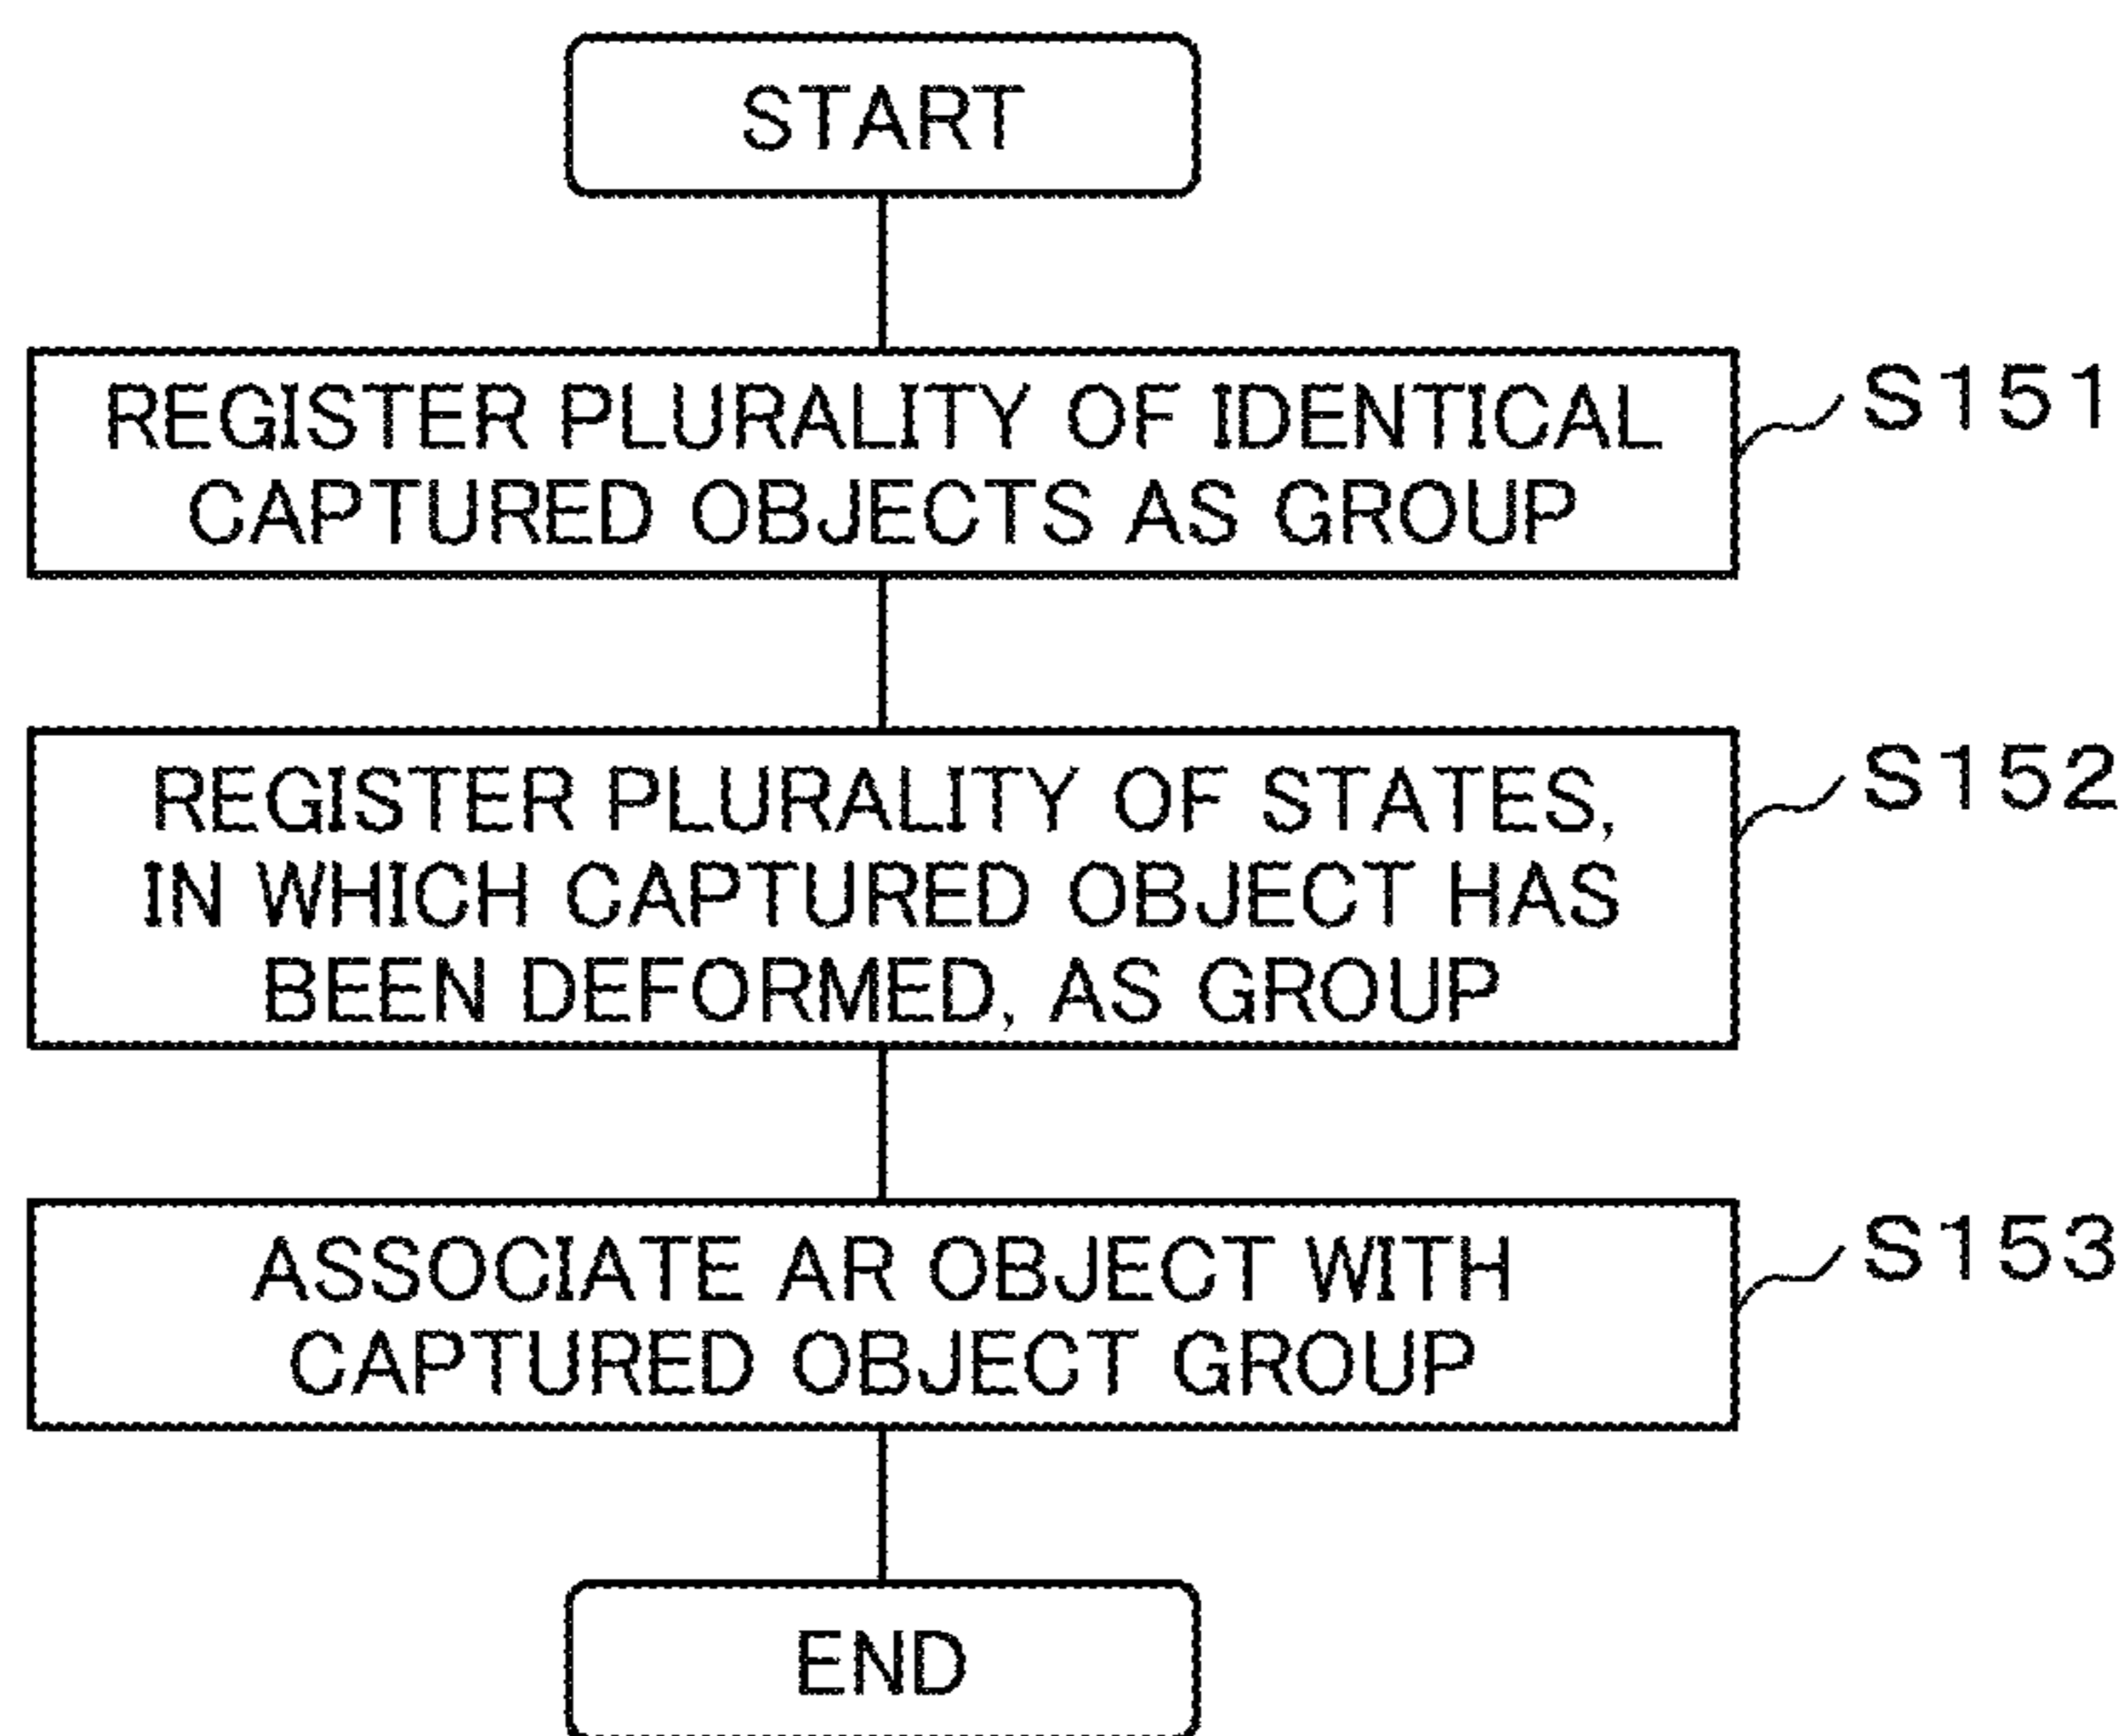 START
REGISTER PLURALITY OF IDENTICAL
CAPTURED OBJECTS AS GROUP
S151
REGISTER PLURALITY OF STATES,
IN WHICH CAPTURED OBJECT HAS
BEEN DEFORMED, AS GROUP
S152
ASSOCIATE AR OBJECT WITH
CAPTURED OBJECT GROUP
S153
END